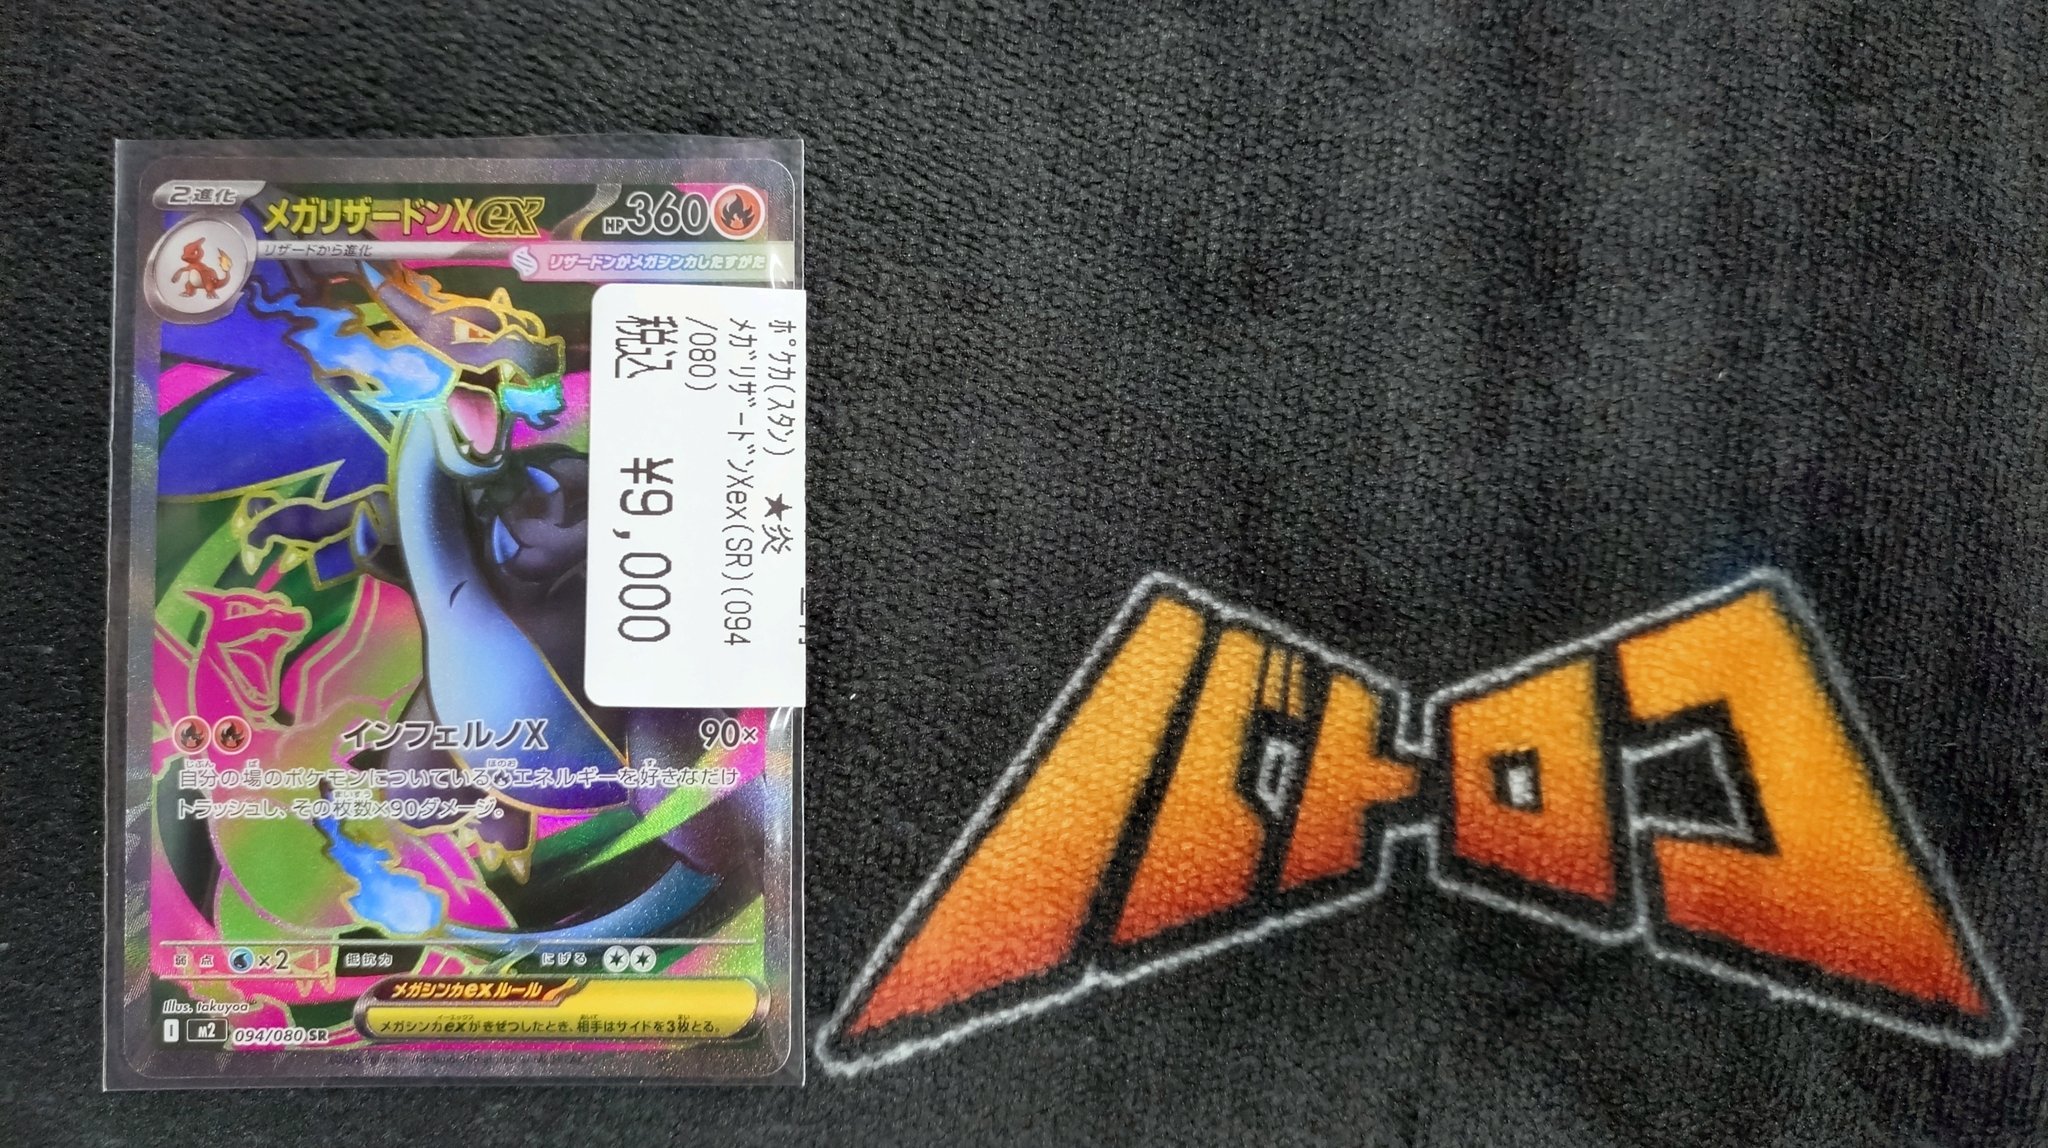 2進化
メガリザードンXex
HP360
リザードから進化
リザードンがメガシンカしたすがた
ポケカ(スタン) ★炎
メガリザードンXex(SR)(094
/080)
税込 ¥9,000
インフェルノX 90×
自分の場のポケモンについているエネルギーを好きなだけ
トラッシュし、その枚数×90ダメージ。
弱点 ×2 抵抗力 にげる
メガシンカexルール
メガシンカexがきぜつしたとき、相手はサイドを3枚とる。
Illus. takuyoa
I M2 094/080 SR
バトロコ